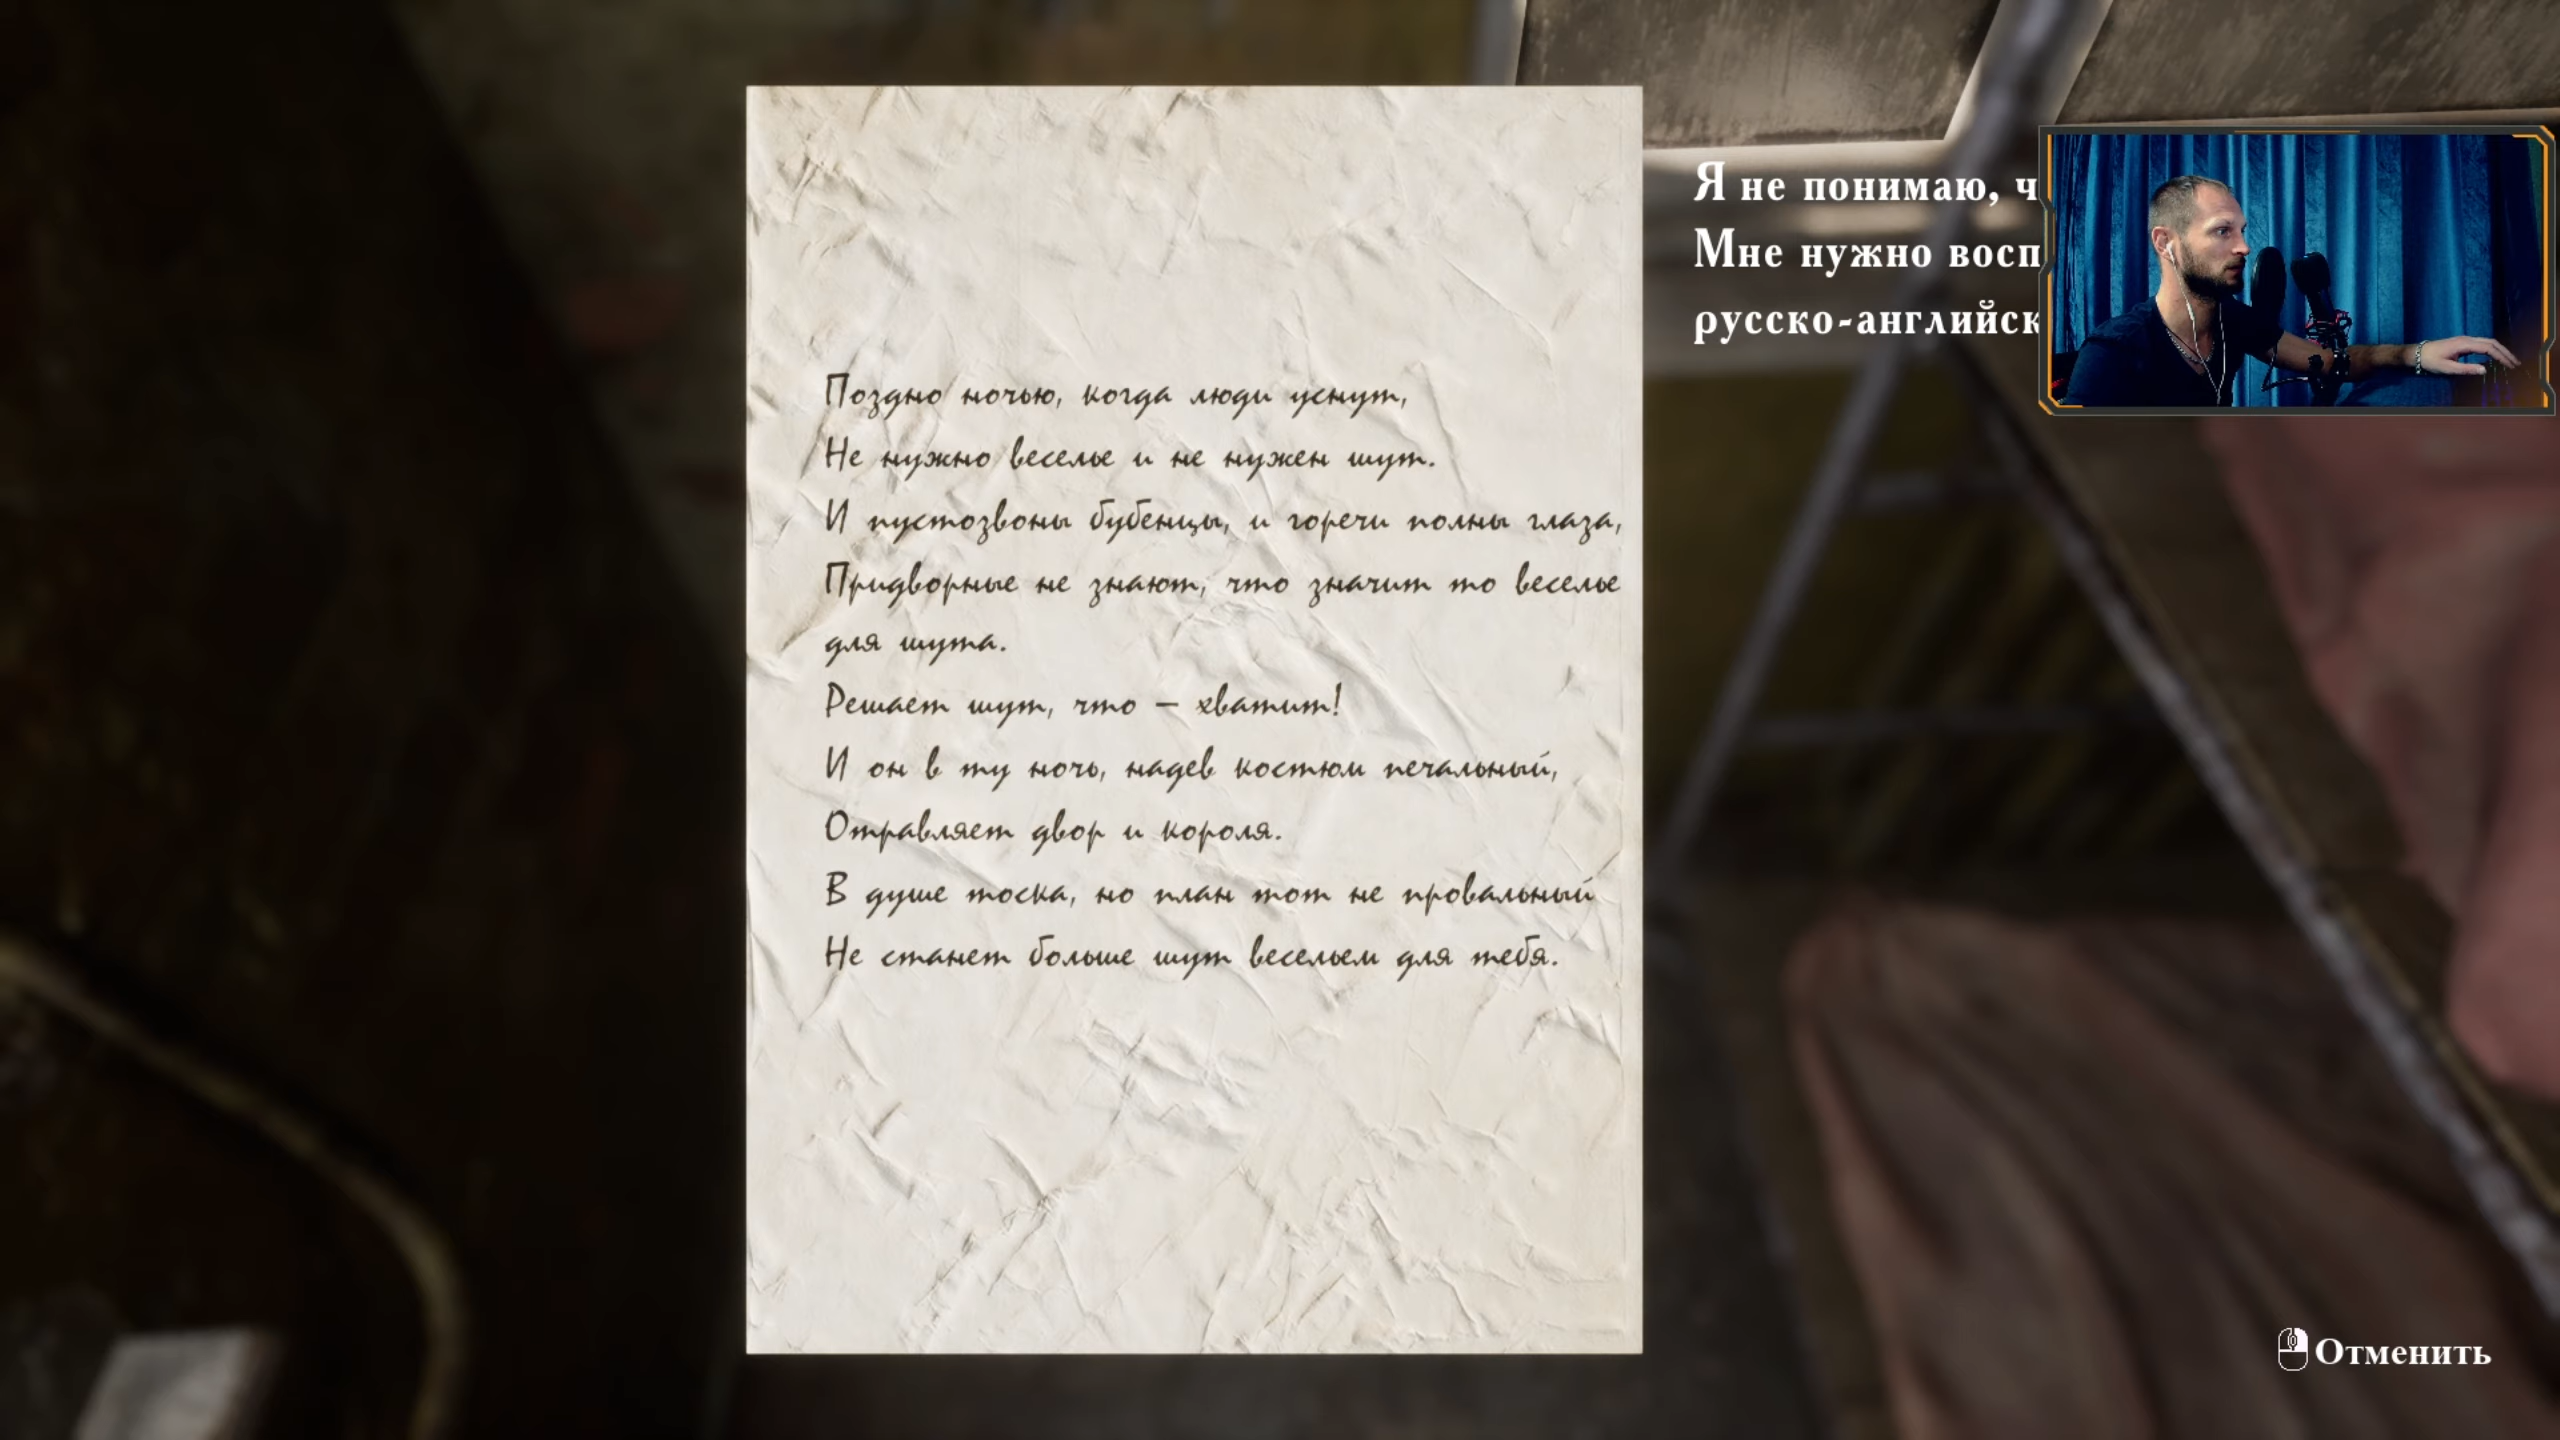 Поздно ночью, когда люди уснут,
Не нужно веселье и не нужен шут.
И пустозвоны бубенцы, и горечи полны глаза,
Придворные не знают, что значит то веселье
для шута.
Решает шут, что – хватит!
И он в ту ночь, надев костюм печальный,
Отравляет двор и короля.
В душе тоска, но план тот не провальный
Не станет больше шут весельем для тебя.
Я не понимаю,
Мне нужно
Отменить